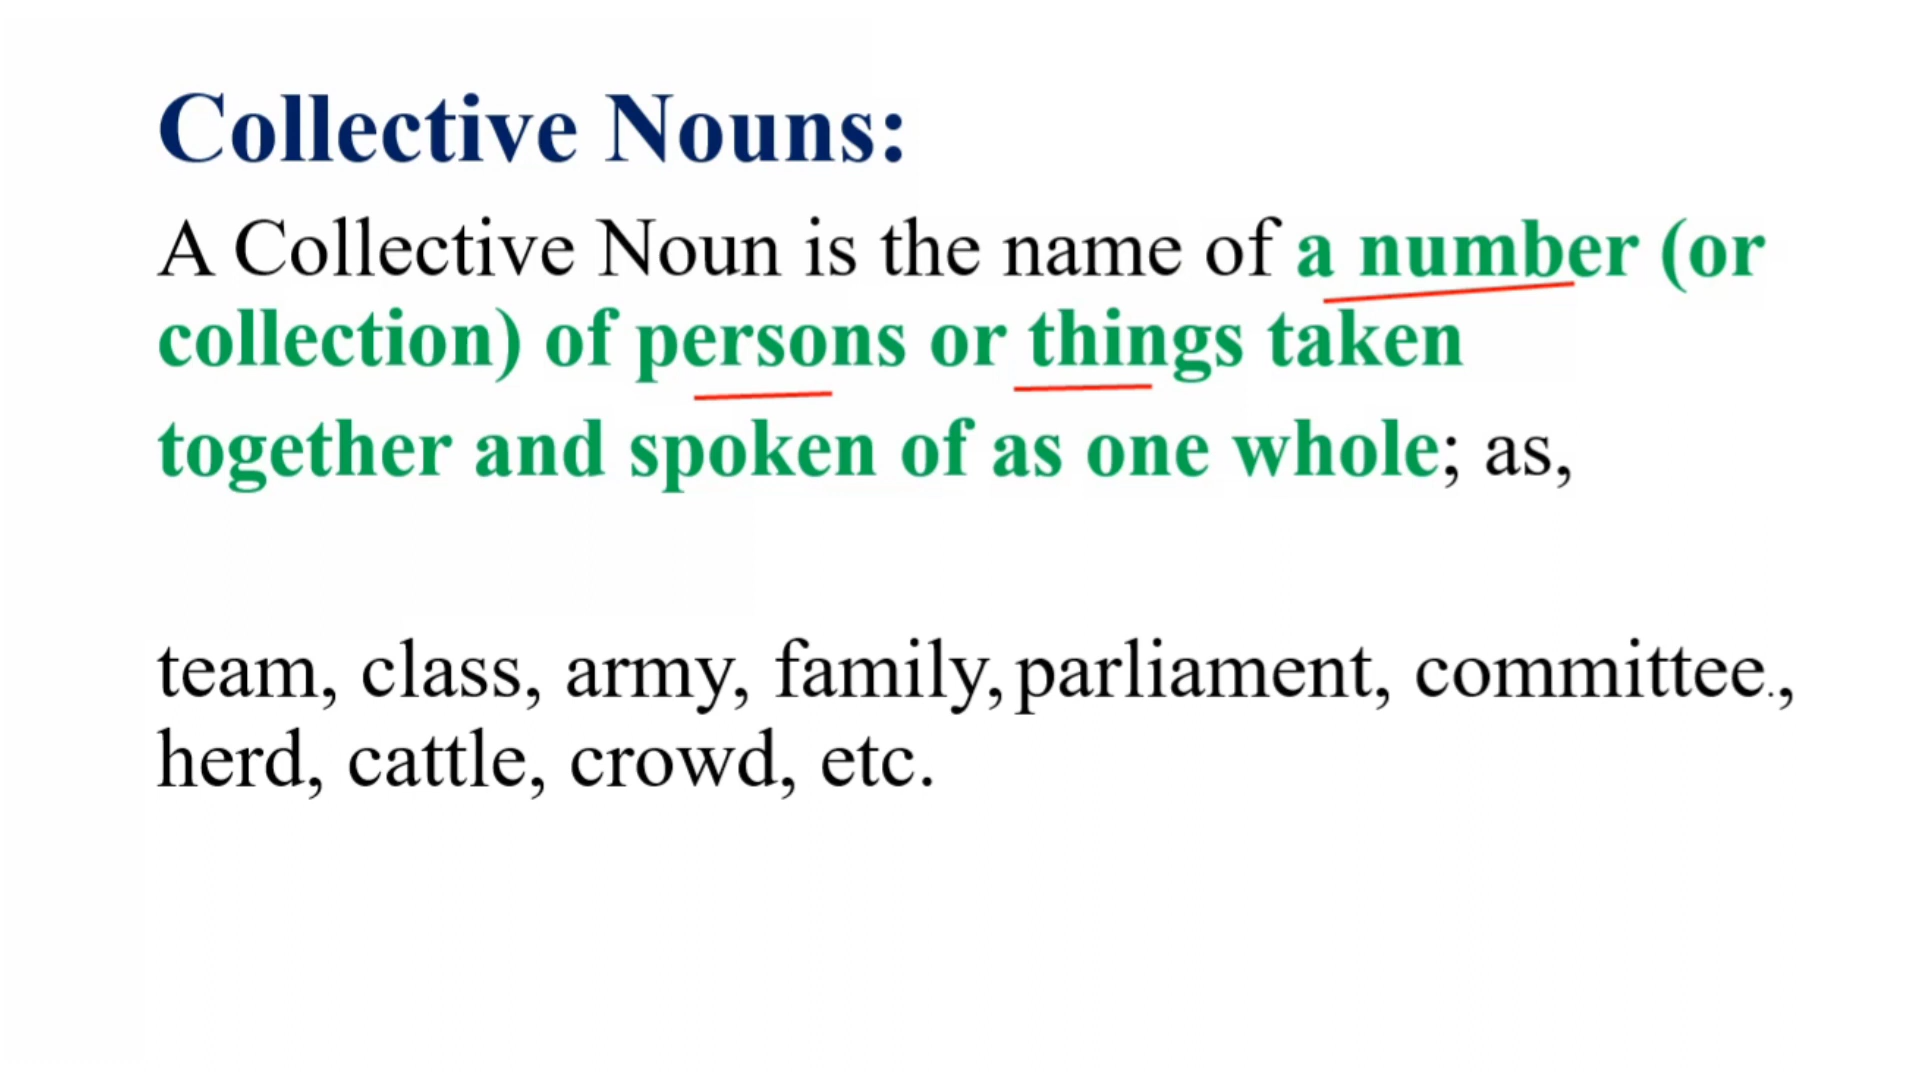 Collective Nouns:
A Collective Noun is the name of a number (or
collection) of persons or things taken
together and spoken of as one whole; as,
team, class, army, family, parliament, committee.,
herd, cattle, crowd, etc.